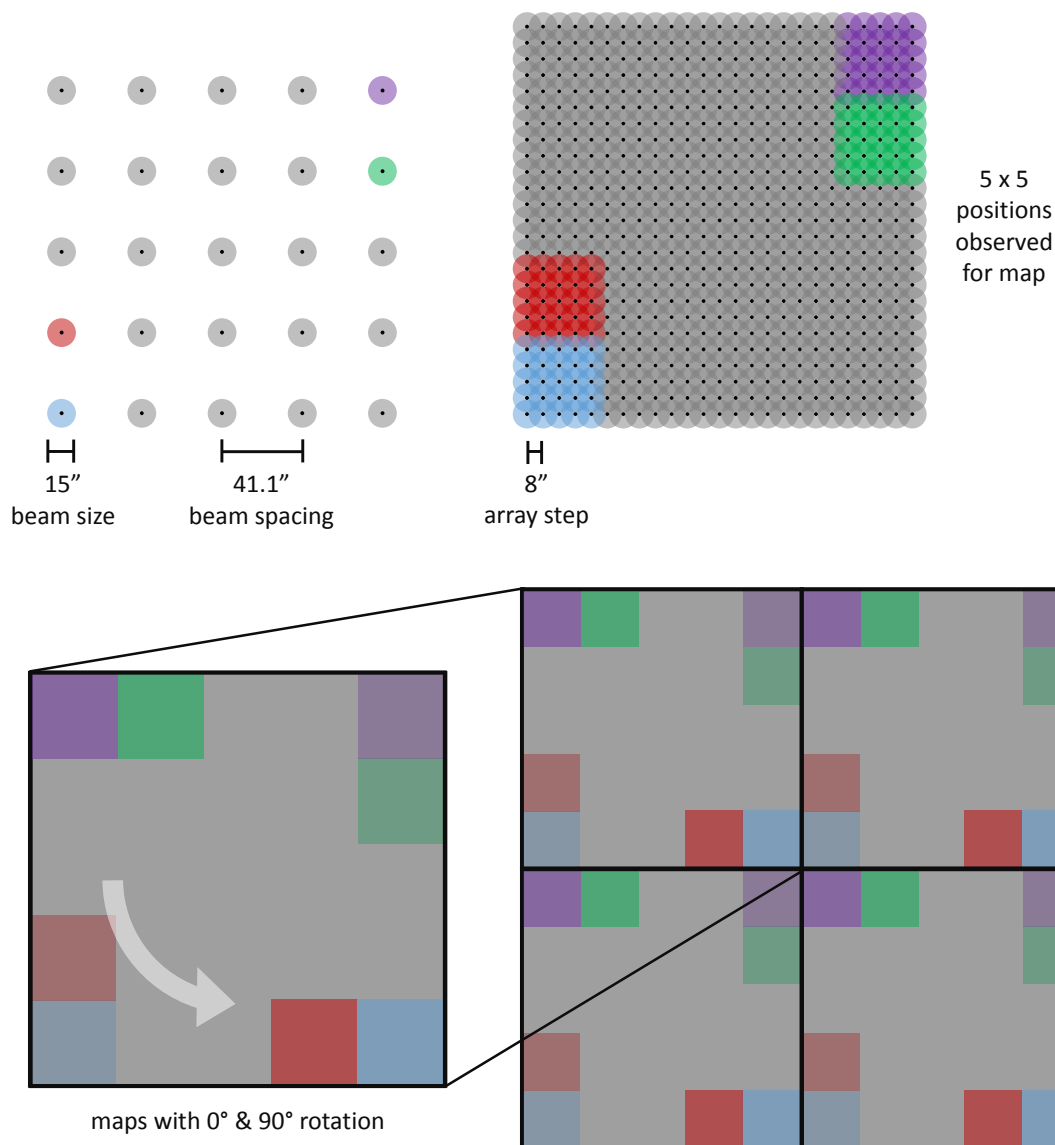 5 x 5
positions
observed
for map
15”
beam size
41.1”
beam spacing
8”
array step
maps with 0° & 90° rotation